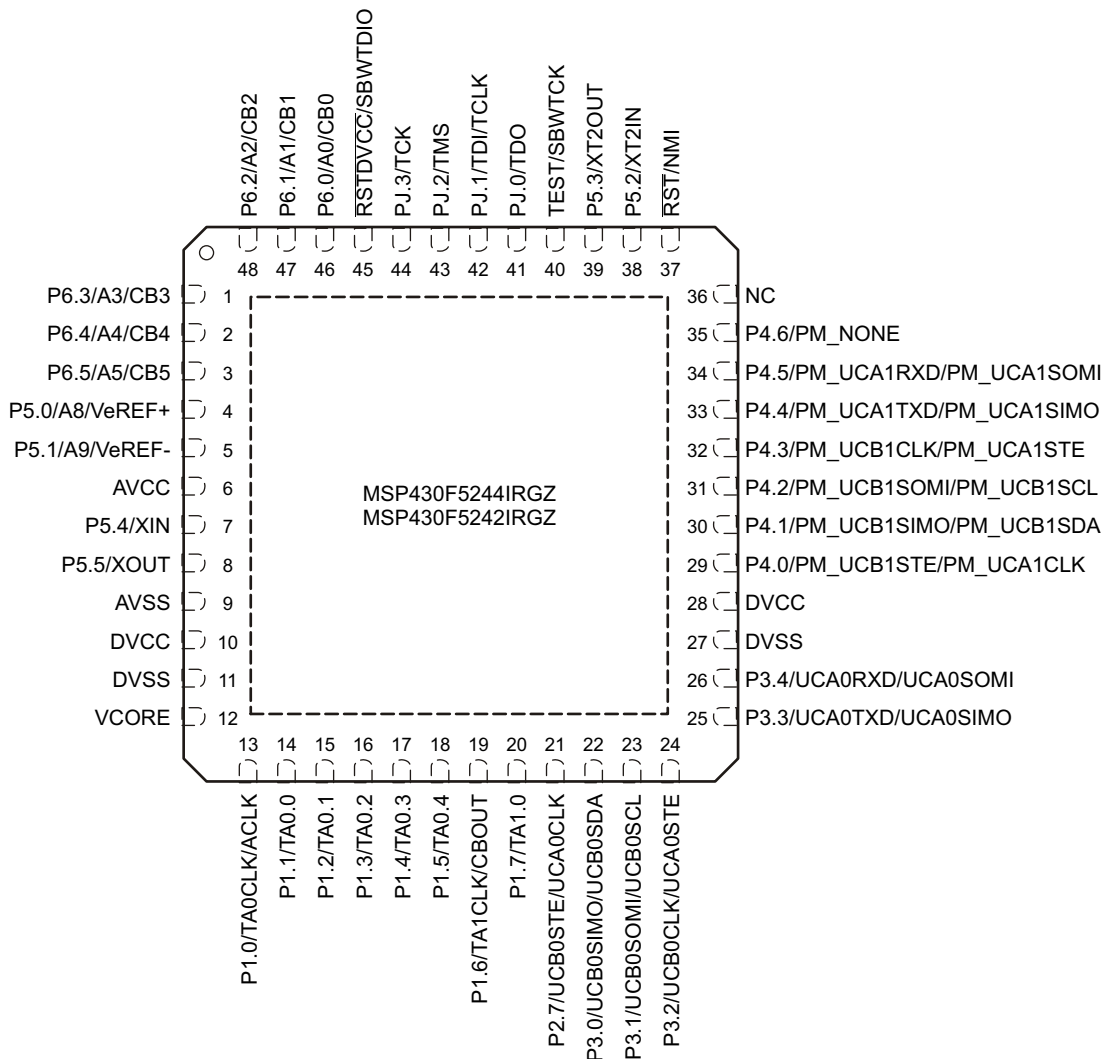 P6.2/A2/CB2
P6.1/A1/CB1
P6.0/A0/CB0
RSTDVCC/SBWTDIO
PJ.3/TCK
PJ.2/TMS
PJ.1/TDI/TCLK
PJ.0/TDO
TEST/SBWTCK
P5.3/XT2OUT
P5.2/XT2IN
RST/NMI
48 47 46 45 44 43 42 41 40 39 38 37
P6.3/A3/CB3 1
P6.4/A4/CB4 2
P6.5/A5/CB5 3
P5.0/A8/VeREF+ 4
P5.1/A9/VeREF- 5
AVCC 6
P5.4/XIN 7
P5.5/XOUT 8
AVSS 9
DVCC 10
DVSS 11
VCORE 12
MSP430F5244IRGZ
MSP430F5242IRGZ
36 NC
35 P4.6/PM_NONE
34 P4.5/PM_UCA1RXD/PM_UCA1SOMI
33 P4.4/PM_UCA1TXD/PM_UCA1SIMO
32 P4.3/PM_UCB1CLK/PM_UCA1STE
31 P4.2/PM_UCB1SOMI/PM_UCB1SCL
30 P4.1/PM_UCB1SIMO/PM_UCB1SDA
29 P4.0/PM_UCB1STE/PM_UCA1CLK
28 DVCC
27 DVSS
26 P3.4/UCA0RXD/UCA0SOMI
25 P3.3/UCA0TXD/UCA0SIMO
13 14 15 16 17 18 19 20 21 22 23 24
P1.0/TA0CLK/ACLK
P1.1/TA0.0
P1.2/TA0.1
P1.3/TA0.2
P1.4/TA0.3
P1.5/TA0.4
P1.6/TA1CLK/CBOUT
P1.7/TA1.0
P2.7/UCB0STE/UCA0CLK
P3.0/UCB0SIMO/UCB0SDA
P3.1/UCB0SOMI/UCB0SCL
P3.2/UCB0CLK/UCA0STE